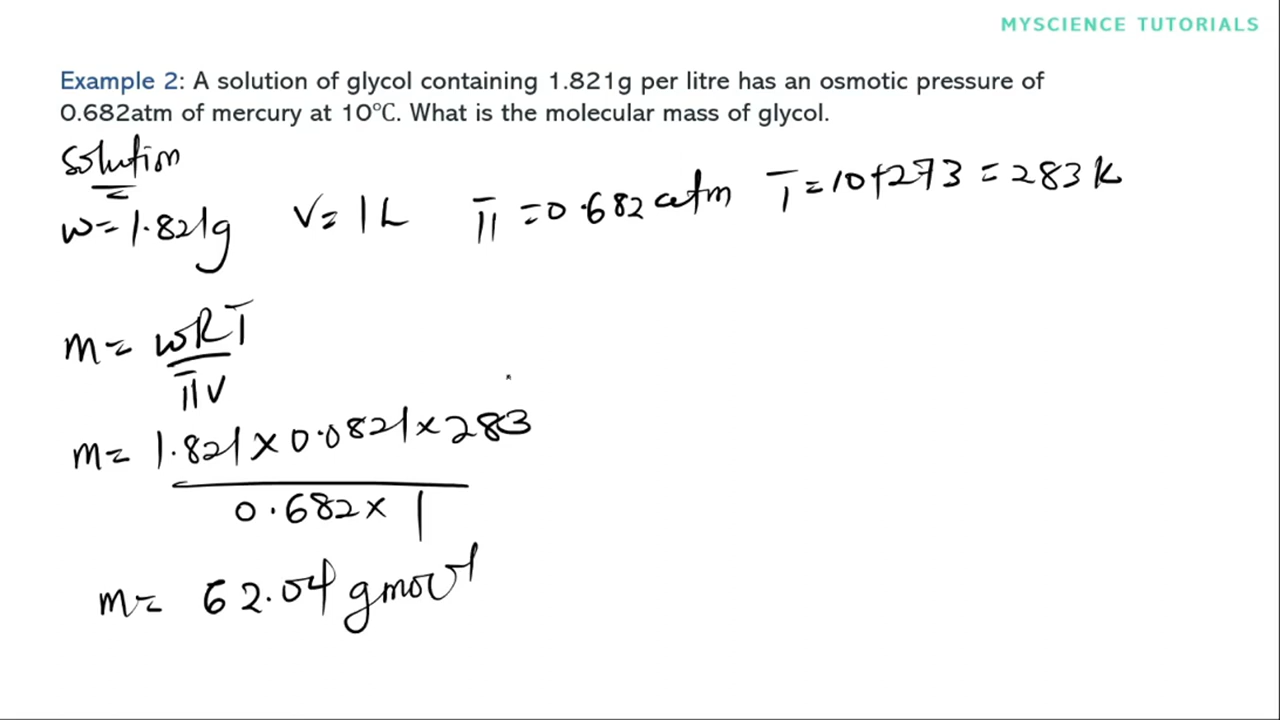 MYSCIENCE TUTORIALS
Example 2: A solution of glycol containing 1.821g per litre has an osmotic pressure of
0.682atm of mercury at 10°C. What is the molecular mass of glycol.
Solution
w=1.821g V=1L π=0.682 atm T=10+273=283K
m= wRT
πV
m= 1.821×0.0821×283
0.682×1
m= 62.04 gmol⁻¹